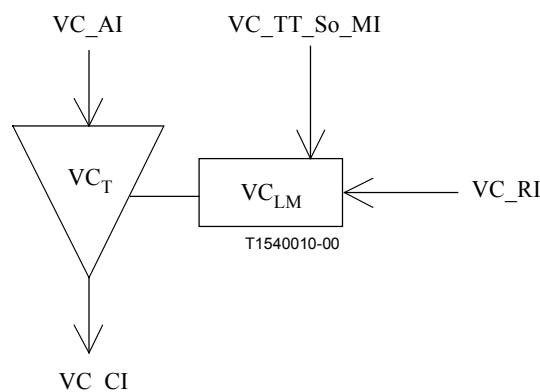 VC_AI
VC_TT_So_MI
VC_T
VC_LM
VC_RI
T1540010-00
VC_CI